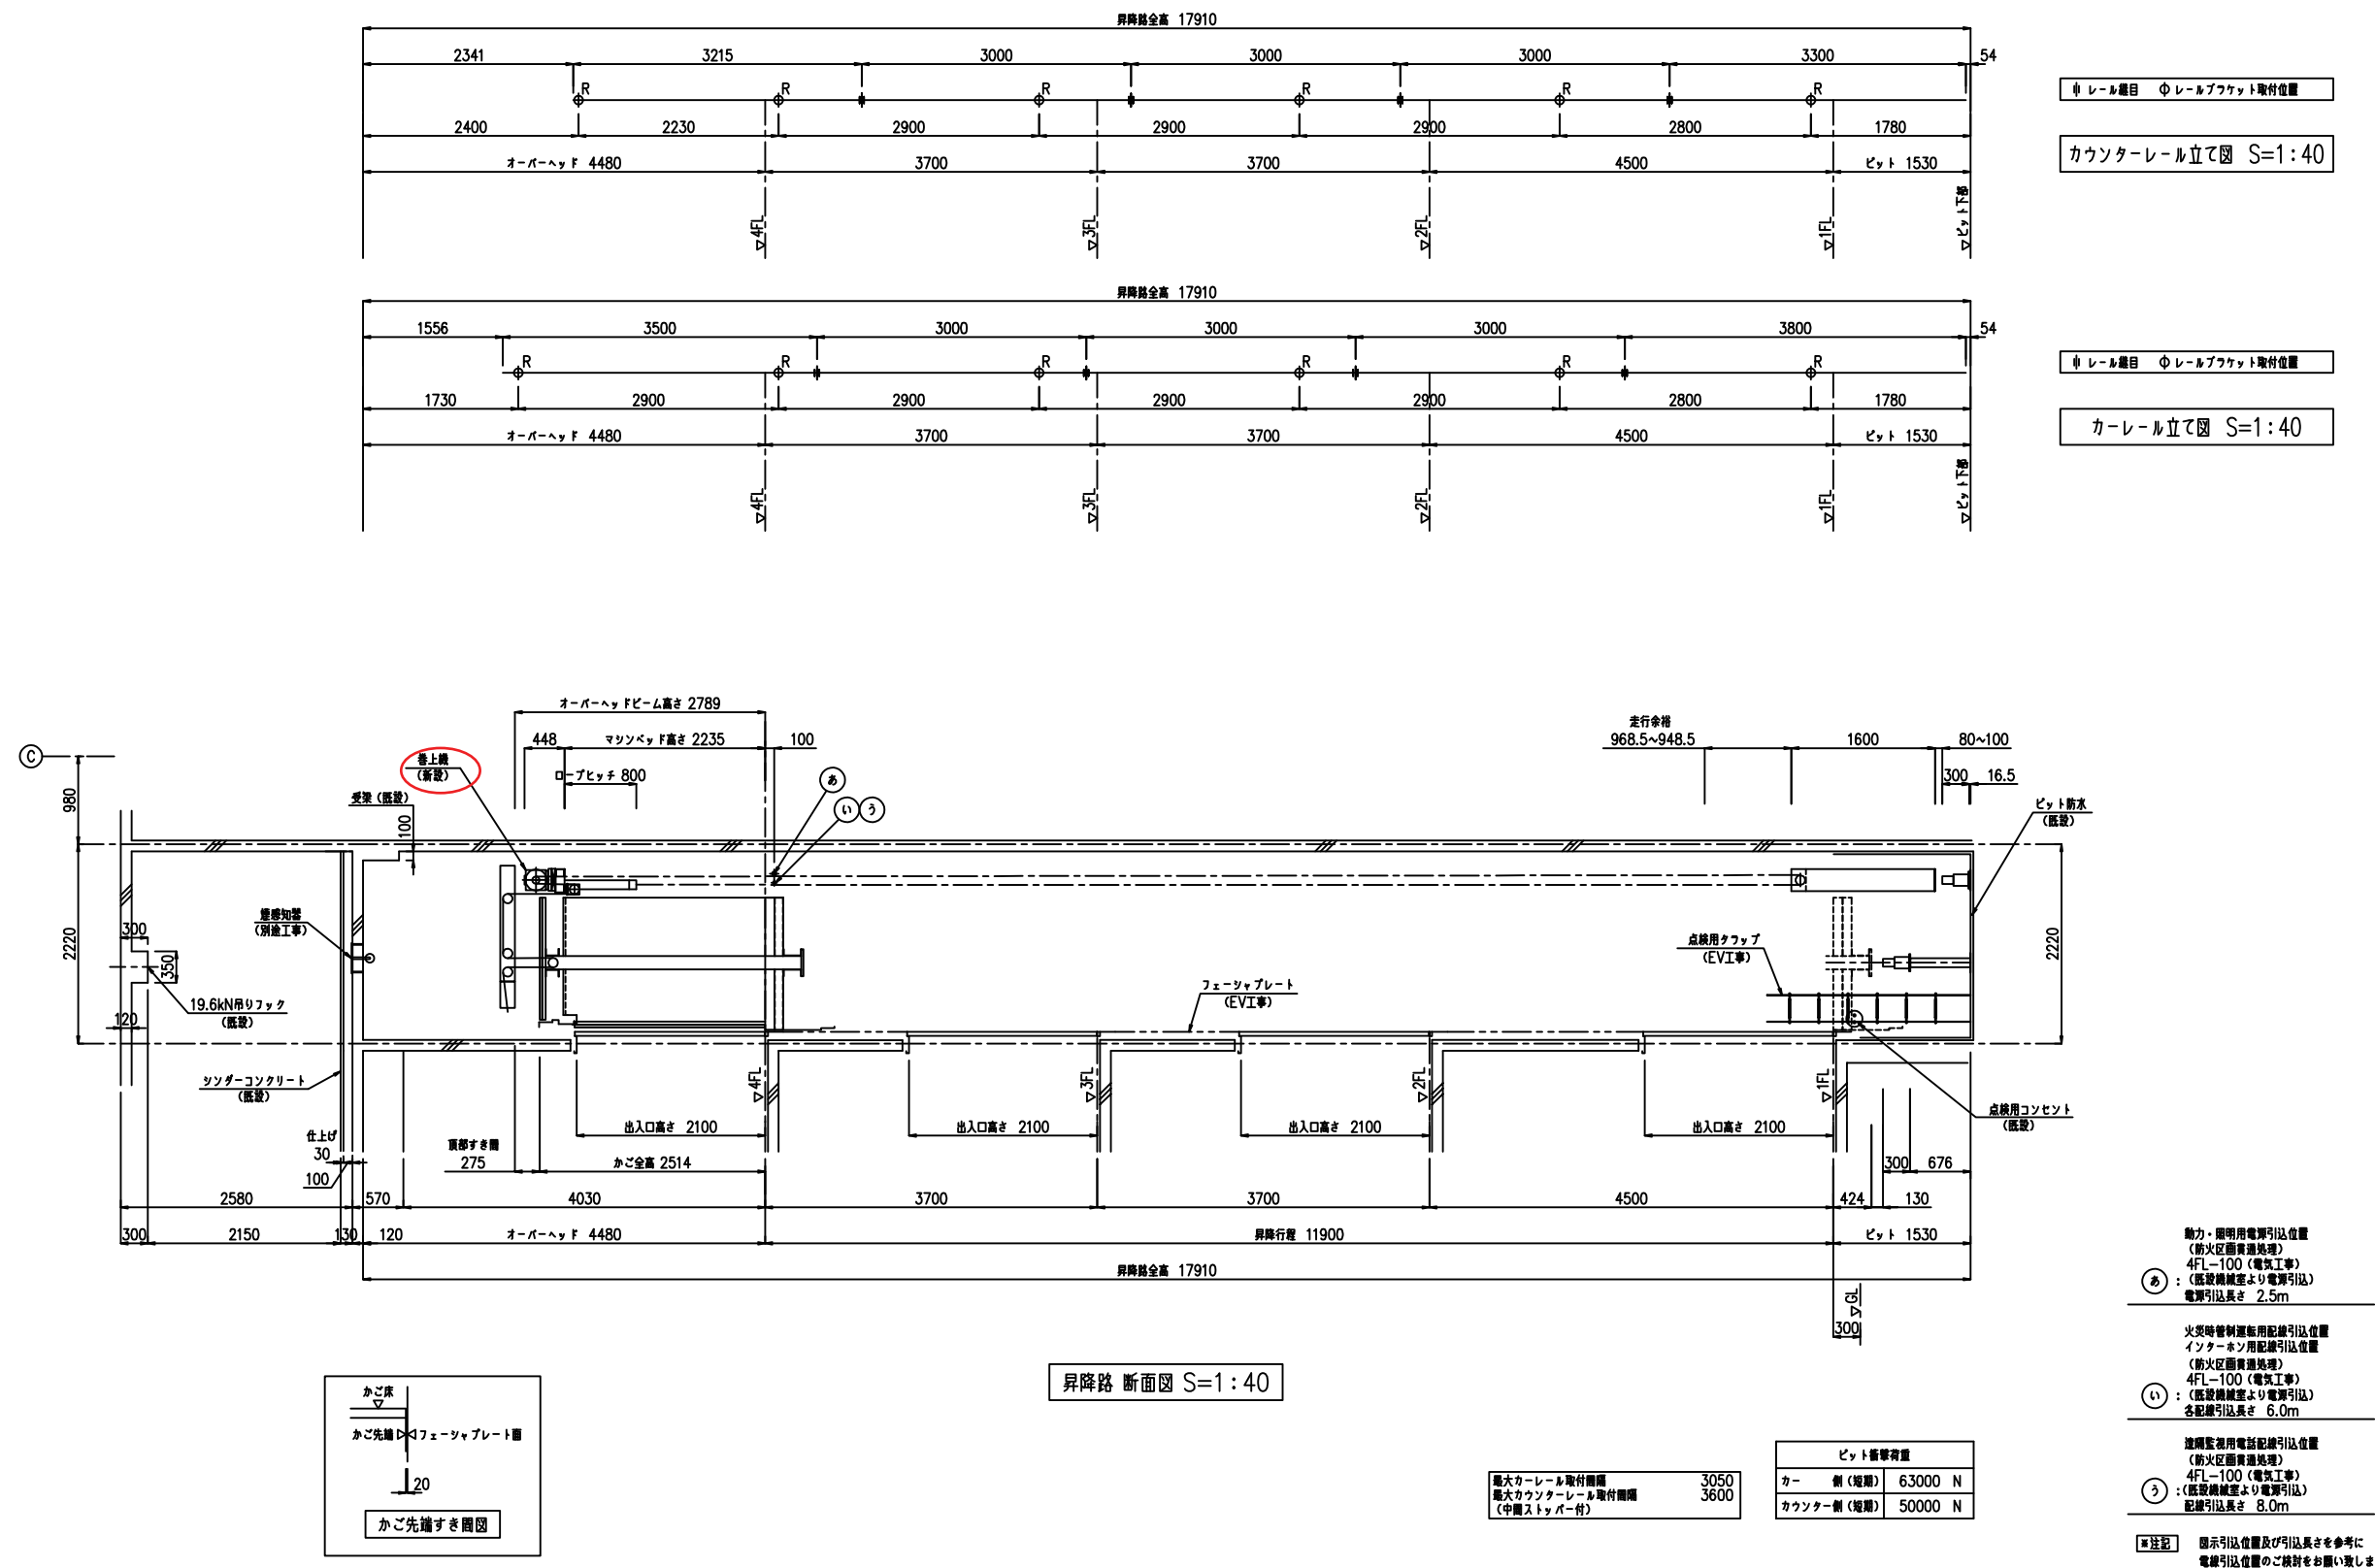 昇降路全高 17910
2341 3215 3000 3000 3000 3300 54
R R R R R R
2400 2230 2900 2900 2900 2800 1780
オーバーヘッド 4480 3700 3700 4500 ピット 1530
▽4FL ▽3FL ▽2FL ▽1FL ▽ピット下部
レール継目 レールブラケット取付位置
カウンターレール立て図 S=1:40
昇降路全高 17910
1556 3500 3000 3000 3000 3800 54
R R R R R R
1730 2900 2900 2900 2900 2800 1780
オーバーヘッド 4480 3700 3700 4500 ピット 1530
▽4FL ▽3FL ▽2FL ▽1FL ▽ピット下部
レール継目 レールブラケット取付位置
カーレール立て図 S=1:40
オーバーヘッドビーム高さ 2789
448 マシンベッド高さ 2235 100
ロープヒッチ 800
走行余裕
968.5~948.5 1600 80~100
300 16.5
C
980
2220
巻上機
(新設)
受梁(既設)
100
あ
い う
ピット防水
(既設)
煙感知器
(別途工事)
300
350
120
19.6kN吊りフック
(既設)
シンダーコンクリート
(既設)
点検用タラップ
(EV工事)
フェーシャプレート
(EV工事)
2220
点検用コンセント
(既設)
▽4FL ▽3FL ▽2FL ▽1FL
出入口高さ 2100 出入口高さ 2100 出入口高さ 2100 出入口高さ 2100
仕上げ
30
100
頂部すき間
275 かご全高 2514
300 676
2580 570 4030 3700 3700 4500 424 130
300 2150 130 120 オーバーヘッド 4480 昇降行程 11900 ピット 1530
昇降路全高 17910
▽GL
300
昇降路 断面図 S=1:40
かご床
▽
かご先端 フェーシャプレート面
20
かご先端すき間図
最大カーレール取付間隔 3050
最大カウンターレール取付間隔 3600
(中間ストッパー付)
ピット衝撃荷重
カー 側(短期) 63000 N
カウンター側(短期) 50000 N
動力・照明用電源引込位置
(防火区画貫通処理)
4FL-100(電気工事)
あ :(既設機械室より電源引込)
電源引込長さ 2.5m
火災時管制運転用配線引込位置
インターホン用配線引込位置
(防火区画貫通処理)
4FL-100(電気工事)
い :(既設機械室より電源引込)
各配線引込長さ 6.0m
遠隔監視用電話配線引込位置
(防火区画貫通処理)
4FL-100(電気工事)
う :(既設機械室より電源引込)
配線引込長さ 8.0m
※注記 図示引込位置及び引込長さを参考に
電線引込位置のご検討をお願い致しま